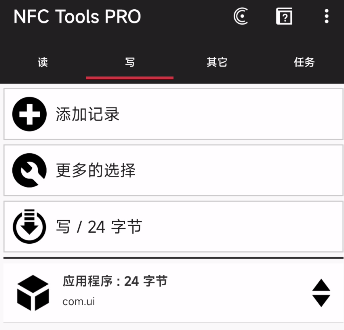 NFC Tools PRO
读 写 其它 任务
添加记录
更多的选择
写 / 24 字节
应用程序 : 24 字节
com.ui